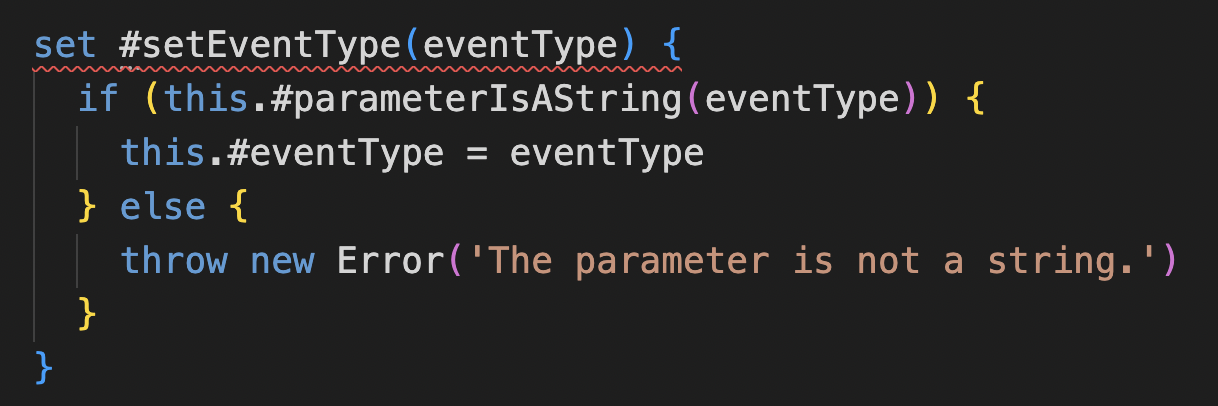 set #setEventType(eventType) {
if (this.#parameterIsAString(eventType)) {
this.#eventType = eventType
} else {
throw new Error('The parameter is not a string.')
}
}